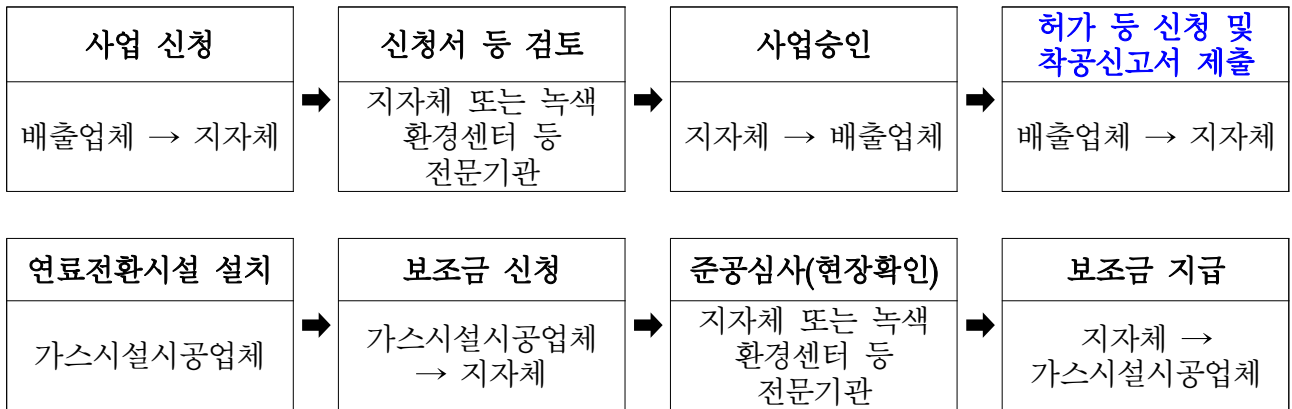 사업 신청
배출업체 → 지자체
신청서 등 검토
지자체 또는 녹색
환경센터 등
전문기관
사업승인
지자체 → 배출업체
허가 등 신청 및
착공신고서 제출
배출업체 → 지자체
연료전환시설 설치
가스시설시공업체
보조금 신청
가스시설시공업체
→ 지자체
준공심사(현장확인)
지자체 또는 녹색
환경센터 등
전문기관
보조금 지급
지자체 →
가스시설시공업체